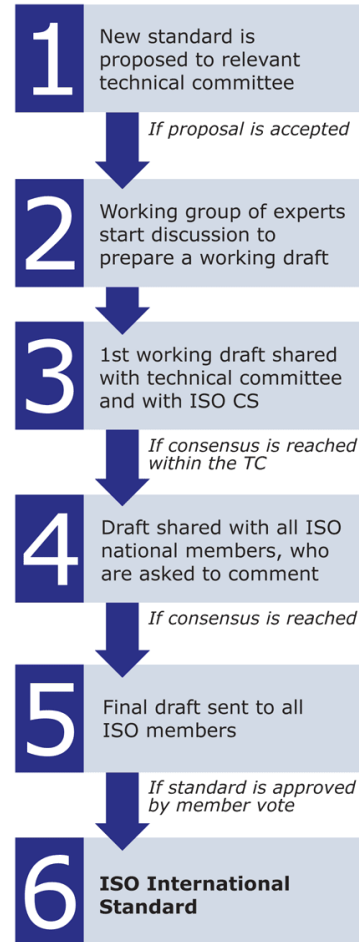 1
New standard is
proposed to relevant
technical committee
If proposal is accepted
2
Working group of experts
start discussion to
prepare a working draft
3
1st working draft shared
with technical committee
and with ISO CS
If consensus is reached
within the TC
4
Draft shared with all ISO
national members, who
are asked to comment
If consensus is reached
5
Final draft sent to all
ISO members
If standard is approved
by member vote
6
ISO International
Standard